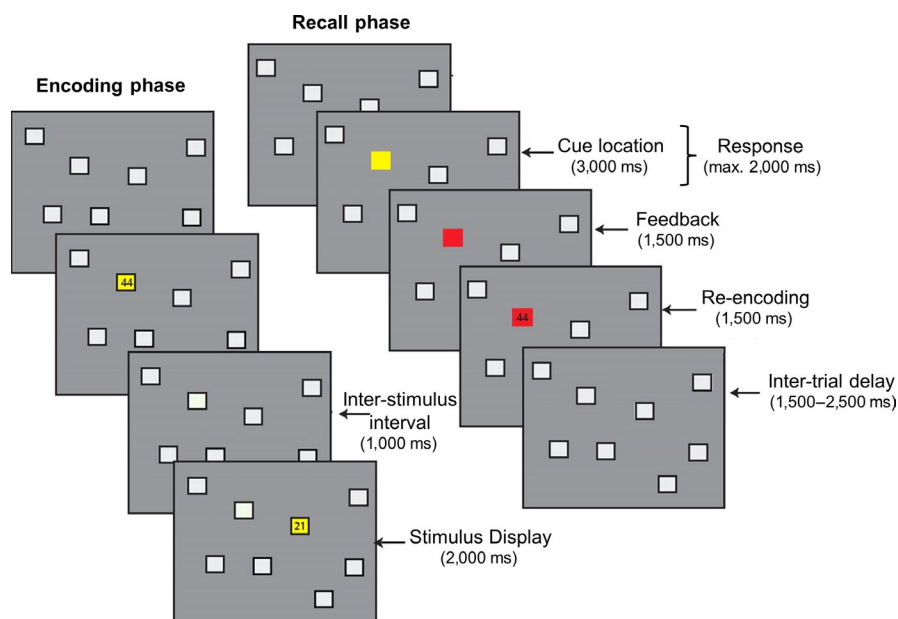 Recall phase
Encoding phase
44
Inter-stimulus
interval
(1,000 ms)
21
Stimulus Display
(2,000 ms)
Cue location
(3,000 ms)
Response
(max. 2,000 ms)
Feedback
(1,500 ms)
44
Re-encoding
(1,500 ms)
Inter-trial delay
(1,500–2,500 ms)